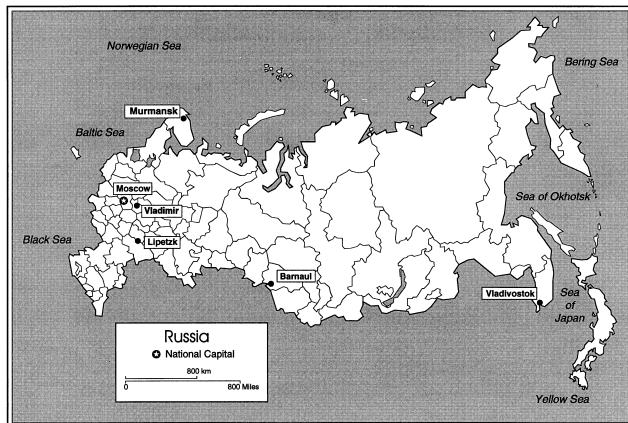 Norwegian Sea
Bering Sea
Murmansk
Baltic Sea
Moscow
Vladimir
Sea of Okhotsk
Black Sea
Lipetzk
Barnaul
Vladivostok
Sea
of
Japan
Russia
National Capital
800 km
0
800 Miles
Yellow Sea